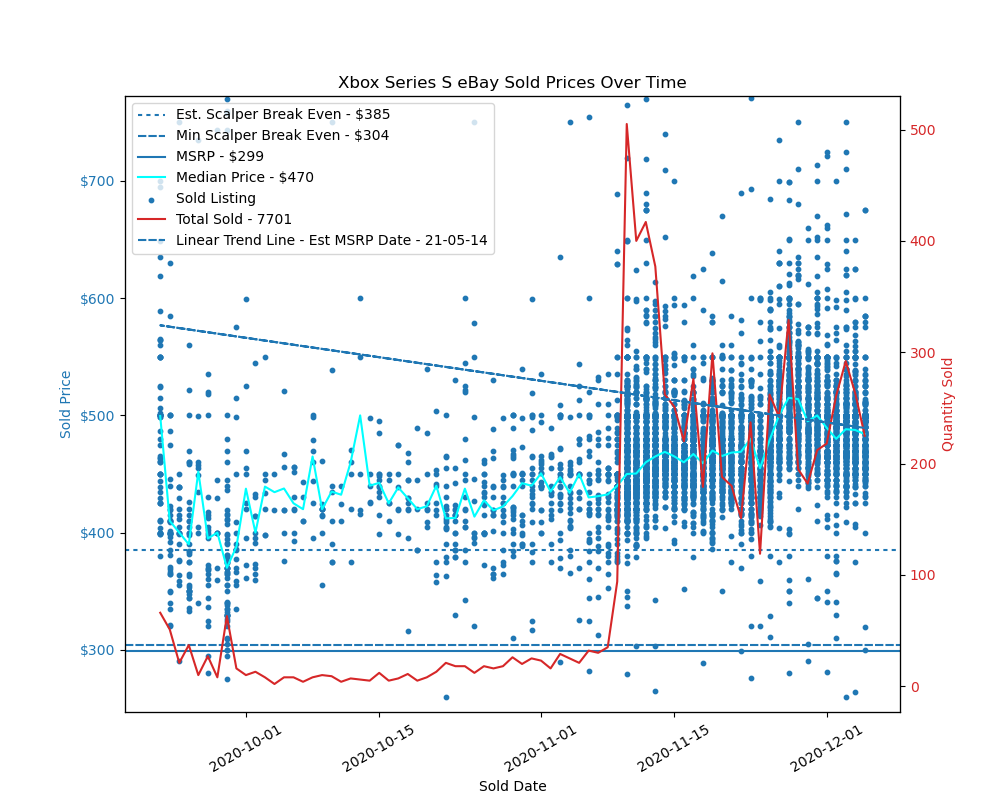 Xbox Series S eBay Sold Prices Over Time
Est. Scalper Break Even - $385
Min Scalper Break Even - $304
MSRP - $299
Median Price - $470
Sold Listing
Total Sold - 7701
Linear Trend Line - Est MSRP Date - 21-05-14
$700
$600
$500
$400
$300
Sold Price
500
400
300
200
100
0
Quantity Sold
2020-10-01
2020-10-15
2020-11-01
2020-11-15
2020-12-01
Sold Date